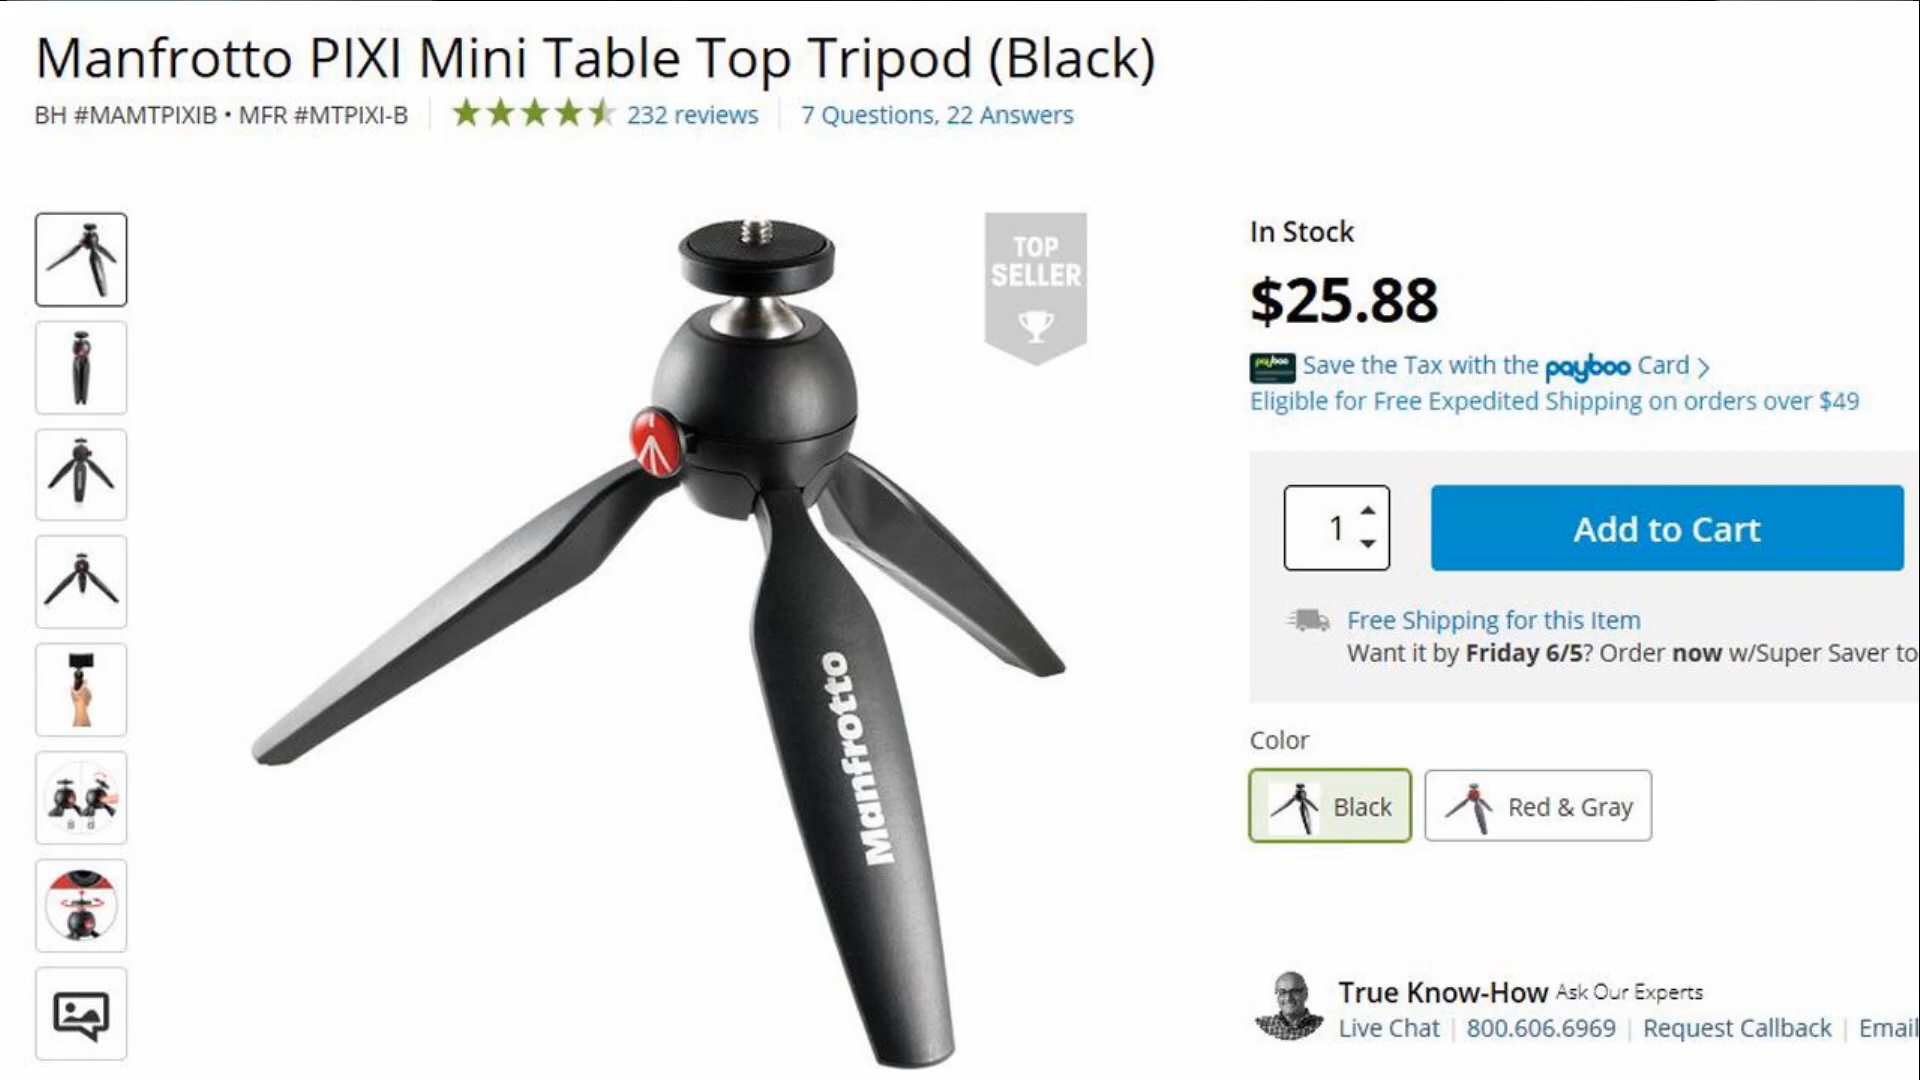 Manfrotto PIXI Mini Table Top Tripod (Black)
BH #MAMTPIXIB • MFR #MTPIXI-B
232 reviews
7 Questions, 22 Answers
TOP
SELLER
Manfrotto
In Stock
$25.88
payboo
Save the Tax with the payboo Card >
Eligible for Free Expedited Shipping on orders over $49
1
Add to Cart
Free Shipping for this Item
Want it by Friday 6/5? Order now w/Super Saver to
Color
Black
Red & Gray
True Know-How Ask Our Experts
Live Chat | 800.606.6969 | Request Callback | Email